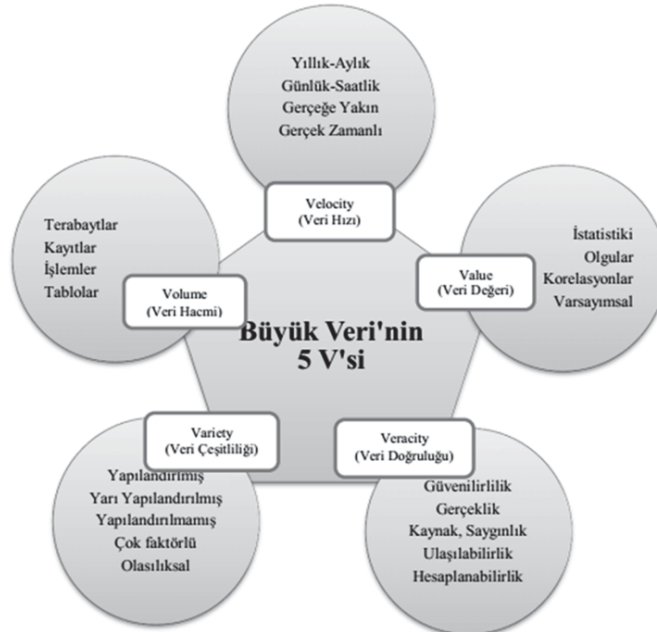 Yıllık-Aylık
Günlük-Saatlik
Gerçeğe Yakın
Gerçek Zamanlı
Velocity
(Veri Hızı)
Terabaytlar
Kayıtlar
İşlemler
Tablolar
Volume
(Veri Hacmi)
İstatistiki
Olgular
Korelasyonlar
Varsayımsal
Value
(Veri Değeri)
Büyük Veri'nin
5 V'si
Variety
(Veri Çeşitliliği)
Yapılandırılmış
Yarı Yapılandırılmış
Yapılandırılmamış
Çok faktörlü
Olasılıksal
Veracity
(Veri Doğruluğu)
Güvenilirlilik
Gerçeklik
Kaynak, Saygınlık
Ulaşılabilirlik
Hesaplanabilirlik